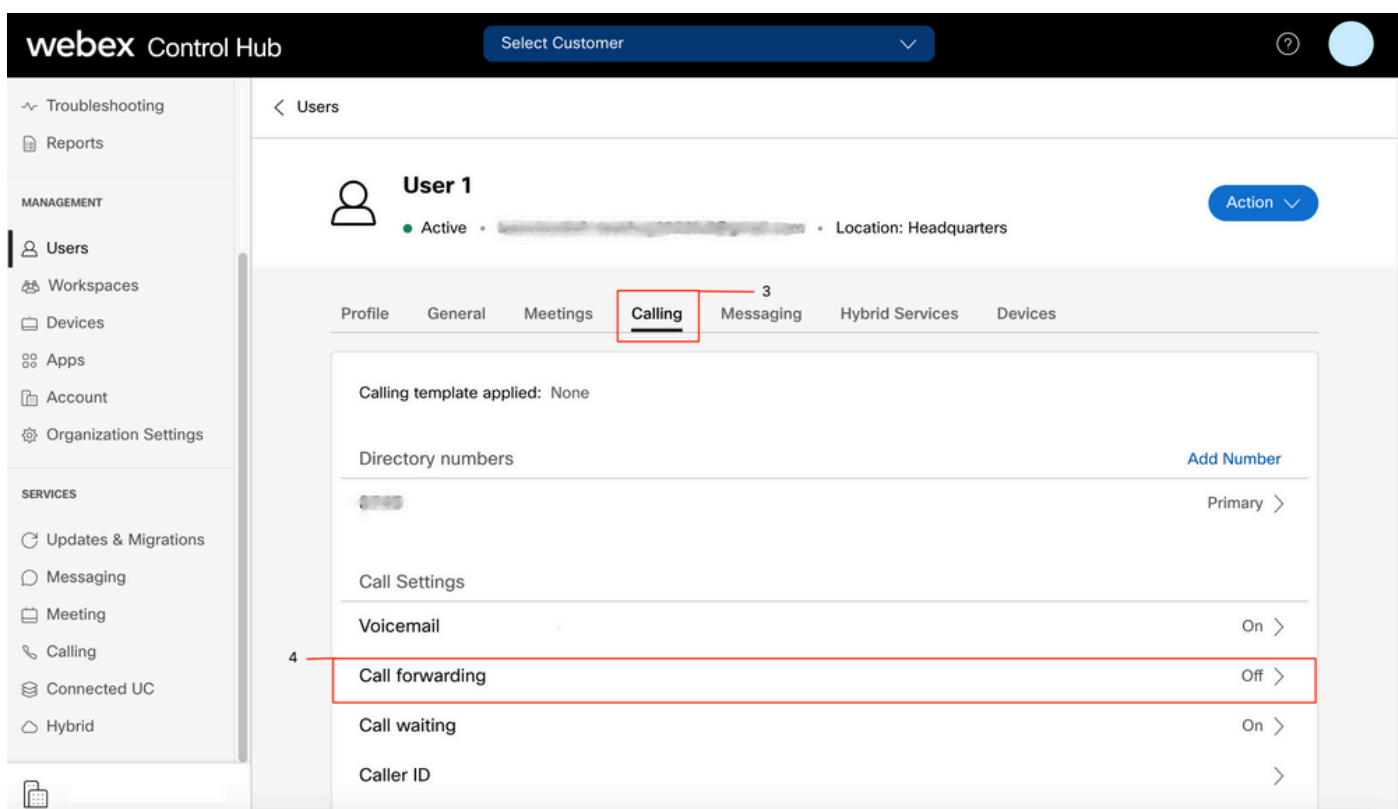 webex Control Hub
Select Customer
Troubleshooting
Reports
MANAGEMENT
Users
Workspaces
Devices
Apps
Account
Organization Settings
SERVICES
Updates & Migrations
Messaging
Meeting
Calling
Connected UC
Hybrid
Users
User 1
Active • • Location: Headquarters
Action
3
Profile General Meetings Calling Messaging Hybrid Services Devices
Calling template applied: None
Directory numbers Add Number
Primary
Call Settings
Voicemail On
4
Call forwarding Off
Call waiting On
Caller ID